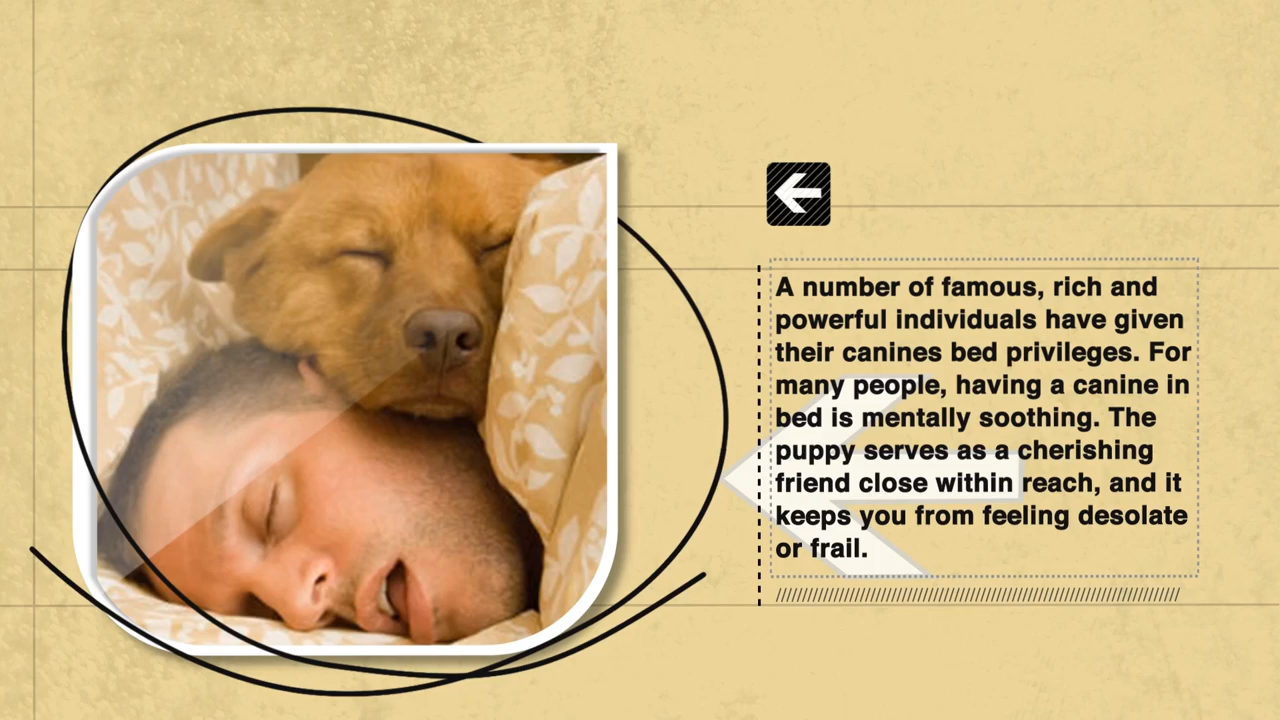 A number of famous, rich and
powerful individuals have given
their canines bed privileges. For
many people, having a canine in
bed is mentally soothing. The
puppy serves as a cherishing
friend close within reach, and it
keeps you from feeling desolate
or frail.